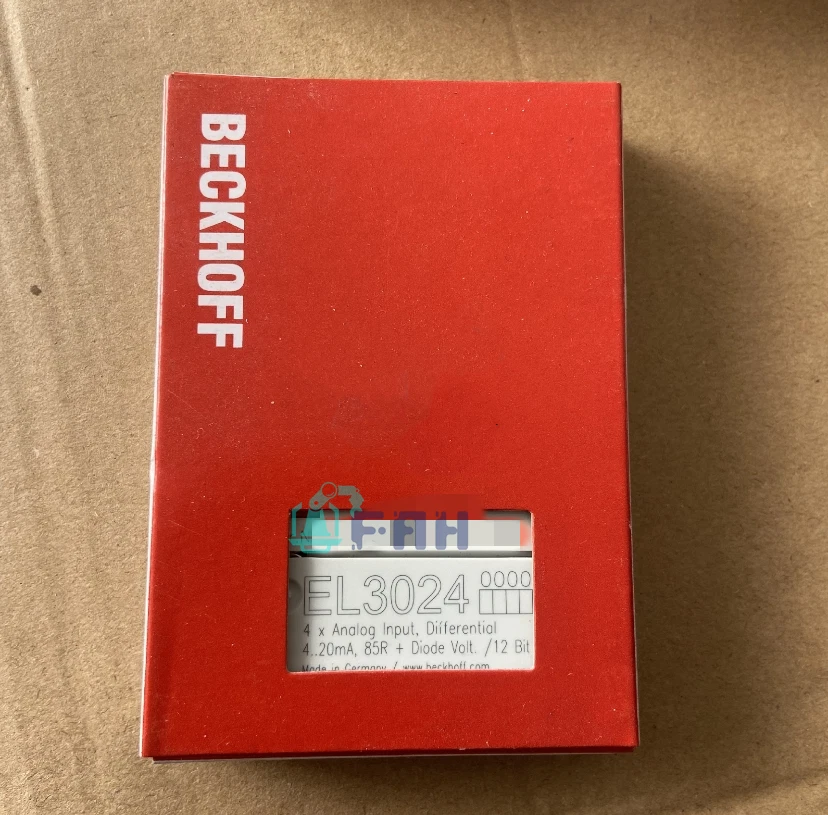 BECKHOFF
FAH
EL3024 0000
4 x Analog Input, Differential
4..20mA, 85R + Diode Volt. /12 Bit
Made in Germany / www.beckhoff.com